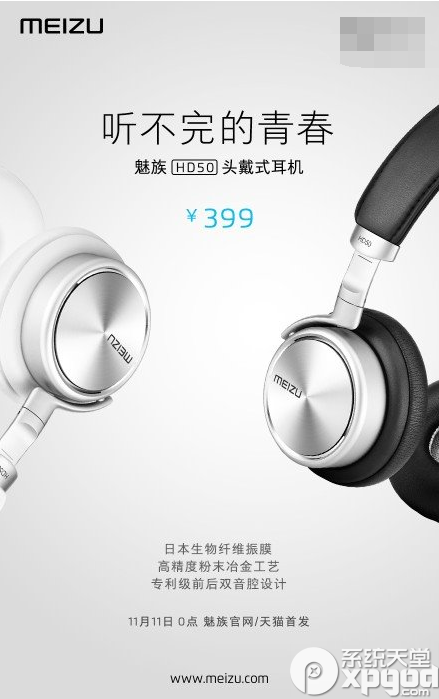 MEIZU
听不完的青春
魅族 HD50 头戴式耳机
¥ 399
HD50
MEIZU
MEIZU
HD50
日本生物纤维振膜
高精度粉末冶金工艺
专利级前后双音腔设计
11月11日 0点 魅族官网/天猫首发
www.meizu.com
系统天堂
xpgod
.com